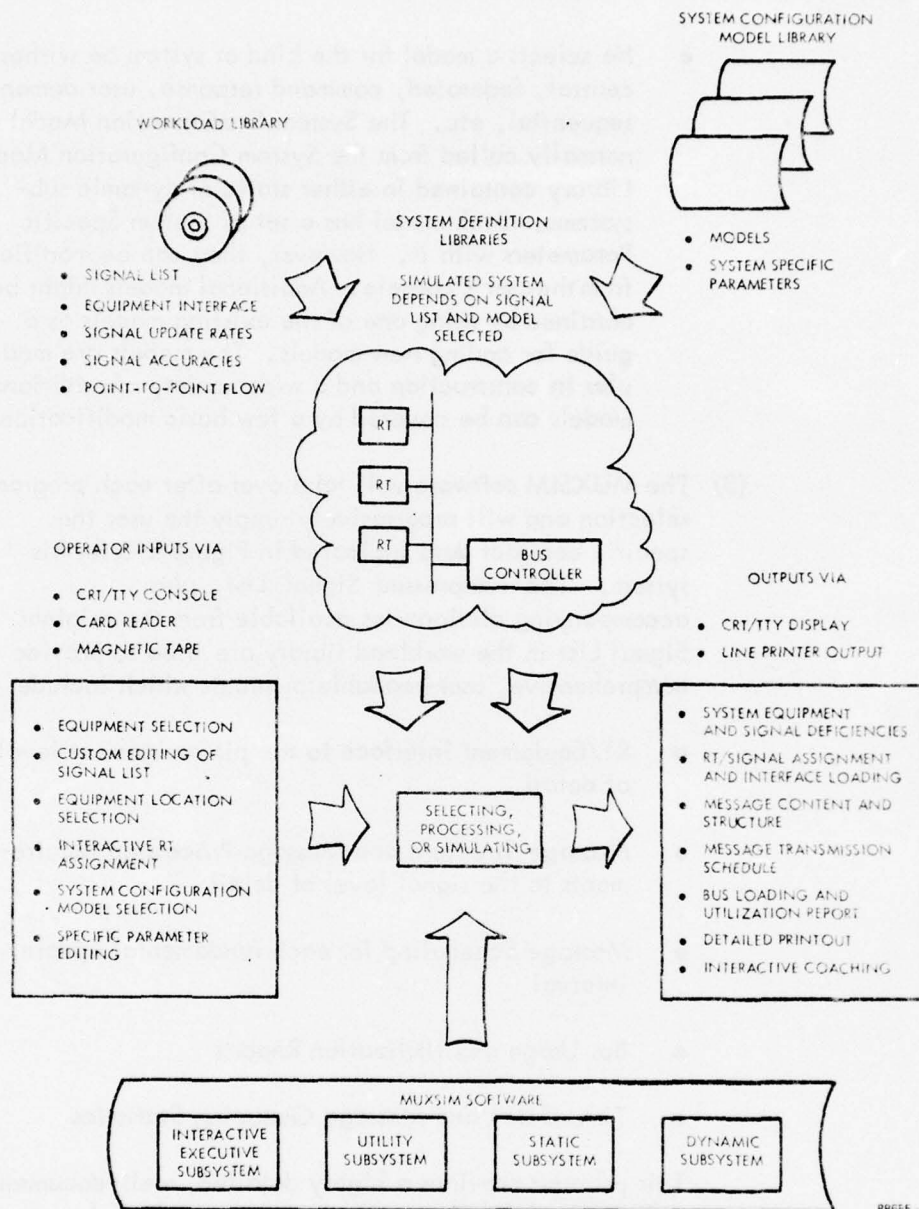 SYSTEM CONFIGURATION
MODEL LIBRARY
WORKLOAD LIBRARY
SYSTEM DEFINITION
LIBRARIES
SIMULATED SYSTEM
DEPENDS ON SIGNAL
LIST AND MODEL
SELECTED
• MODELS
• SYSTEM SPECIFIC
PARAMETERS
• SIGNAL LIST
• EQUIPMENT INTERFACE
• SIGNAL UPDATE RATES
• SIGNAL ACCURACIES
• POINT-TO-POINT FLOW
RT
RT
RT
BUS
CONTROLLER
OPERATOR INPUTS VIA
• CRT/TTY CONSOLE
• CARD READER
• MAGNETIC TAPE
OUTPUTS VIA
• CRT/TTY DISPLAY
• LINE PRINTER OUTPUT
• EQUIPMENT SELECTION
• CUSTOM EDITING OF
SIGNAL LIST
• EQUIPMENT LOCATION
SELECTION
• INTERACTIVE RT
ASSIGNMENT
• SYSTEM CONFIGURATION
MODEL SELECTION
• SPECIFIC PARAMETER
EDITING
SELECTING,
PROCESSING,
OR SIMULATING
• SYSTEM EQUIPMENT
AND SIGNAL DEFICIENCIES
• RT/SIGNAL ASSIGNMENT
AND INTERFACE LOADING
• MESSAGE CONTENT AND
STRUCTURE
• MESSAGE TRANSMISSION
SCHEDULE
• BUS LOADING AND
UTILIZATION REPORT
• DETAILED PRINTOUT
• INTERACTIVE COACHING
MUXSIM SOFTWARE
INTERACTIVE
EXECUTIVE
SUBSYSTEM
UTILITY
SUBSYSTEM
STATIC
SUBSYSTEM
DYNAMIC
SUBSYSTEM